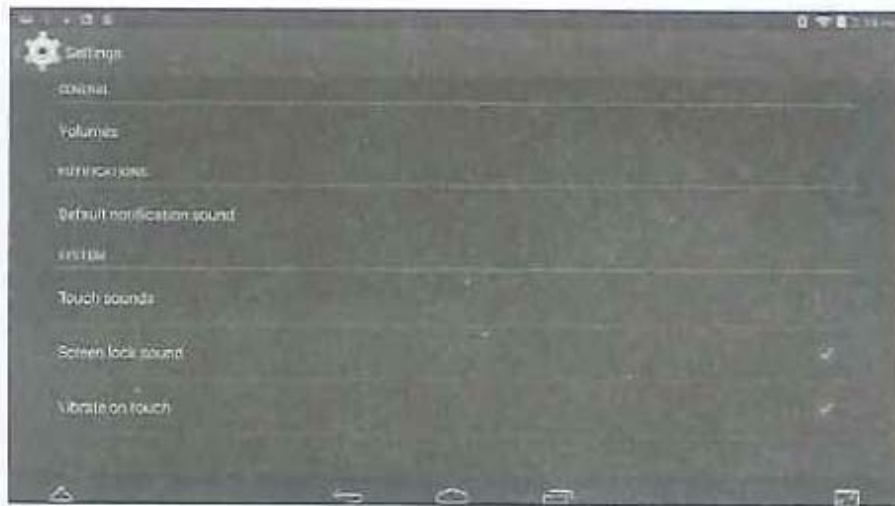 Settings
GENERAL
Volumes
NOTIFICATIONS
Default notification sound
SYSTEM
Touch sounds
Screen lock sound
Vibrate on touch